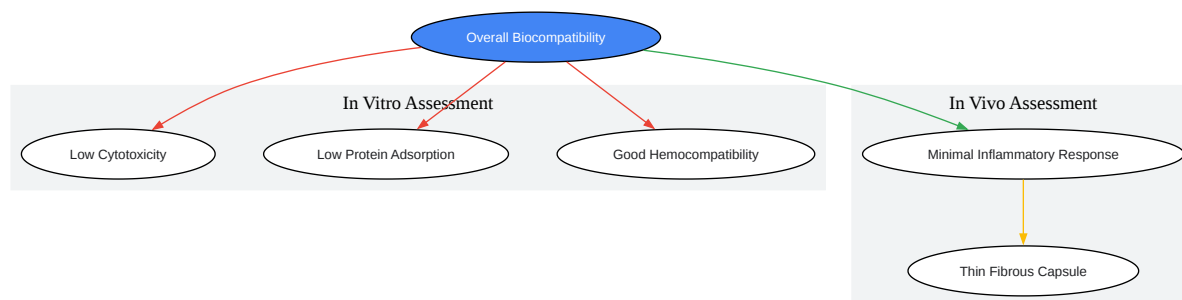 Overall Biocompatibility
In Vitro Assessment
In Vivo Assessment
Low Cytotoxicity
Low Protein Adsorption
Good Hemocompatibility
Minimal Inflammatory Response
Thin Fibrous Capsule